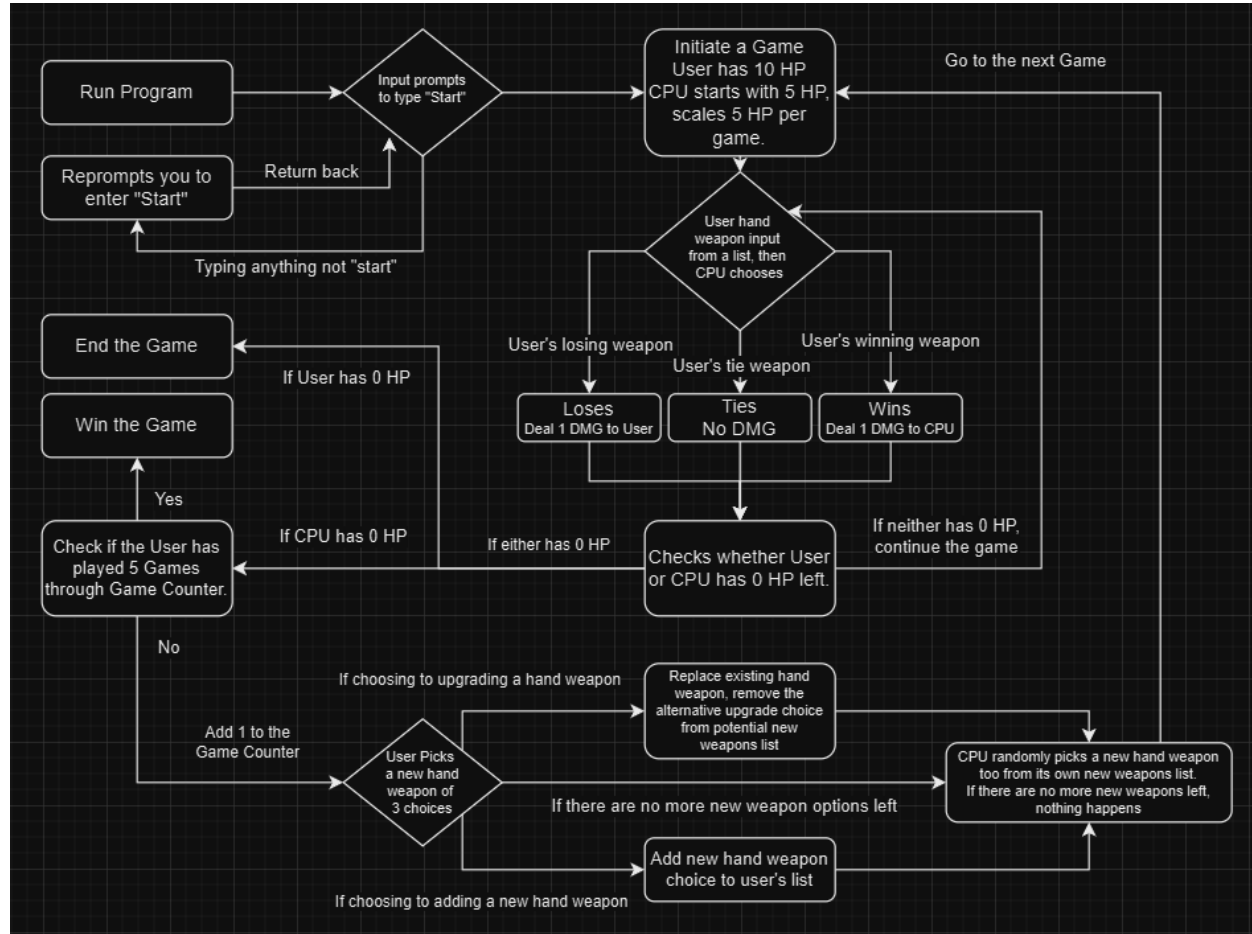 Run Program
Input prompts
to type "Start"
Initiate a Game
User has 10 HP
CPU starts with 5 HP,
scales 5 HP per
game.
Go to the next Game
Reprompts you to
enter "Start"
Return back
Typing anything not "start"
User hand
weapon input
from a list, then
CPU chooses
End the Game
If User has 0 HP
Win the Game
User's losing weapon
User's tie weapon
User's winning weapon
Loses
Deal 1 DMG to User
Ties
No DMG
Wins
Deal 1 DMG to CPU
Yes
Check if the User has
played 5 Games
through Game Counter.
If CPU has 0 HP
If either has 0 HP
Checks whether User
or CPU has 0 HP left.
If neither has 0 HP,
continue the game
No
Add 1 to the
Game Counter
User Picks
a new hand
weapon of
3 choices
If choosing to upgrading a hand weapon
Replace existing hand
weapon, remove the
alternative upgrade choice
from potential new
weapons list
If there are no more new weapon options left
CPU randomly picks a new hand weapon
too from its own new weapons list.
If there are no more new weapons left,
nothing happens
If choosing to adding a new hand weapon
Add new hand weapon
choice to user's list